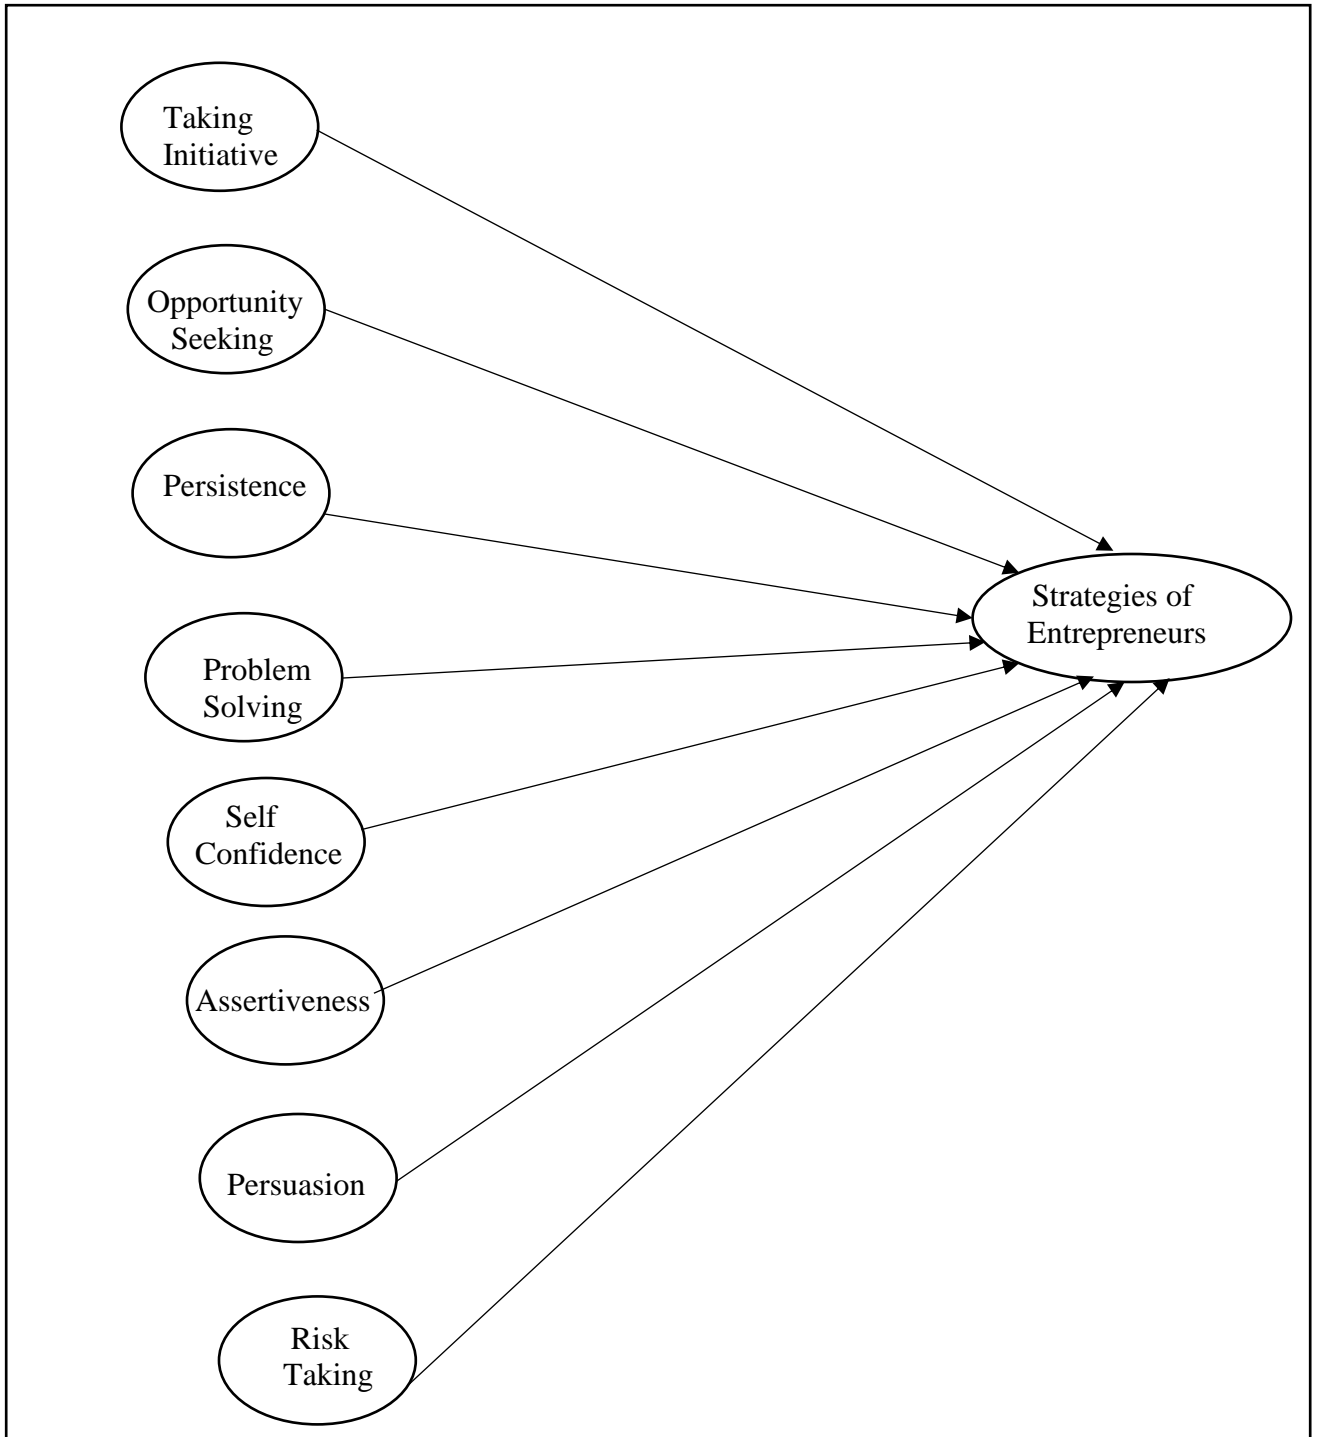 Taking
Initiative
Opportunity
Seeking
Persistence
Strategies of
Entrepreneurs
Problem
Solving
Self
Confidence
Assertiveness
Persuasion
Risk
Taking